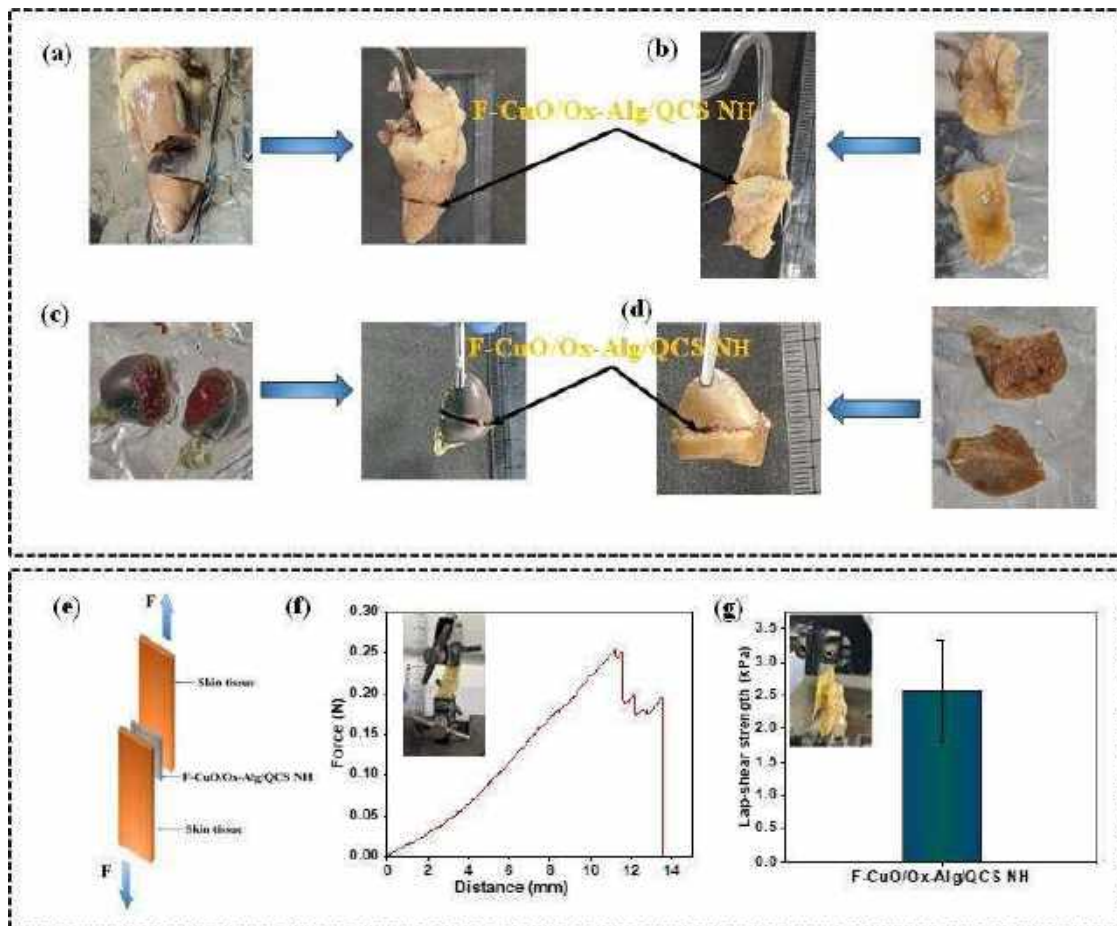 (a)
(b)
F-CuO/Ox-Alg/QCS NH
(c)
(d)
F-CuO/Ox-Alg/QCS NH
(e)
F
Skin tissue
F-CuO/Ox-Alg/QCS NH
Skin tissue
F
(f)
Force (N)
0.30
0.25
0.20
0.15
0.10
0.05
0.00
0 2 4 6 8 10 12 14
Distance (mm)
(g)
Lap-shear strength (kPa)
3.5
3.0
2.5
2.0
1.5
1.0
0.5
0.0
F-CuO/Ox-Alg/QCS NH